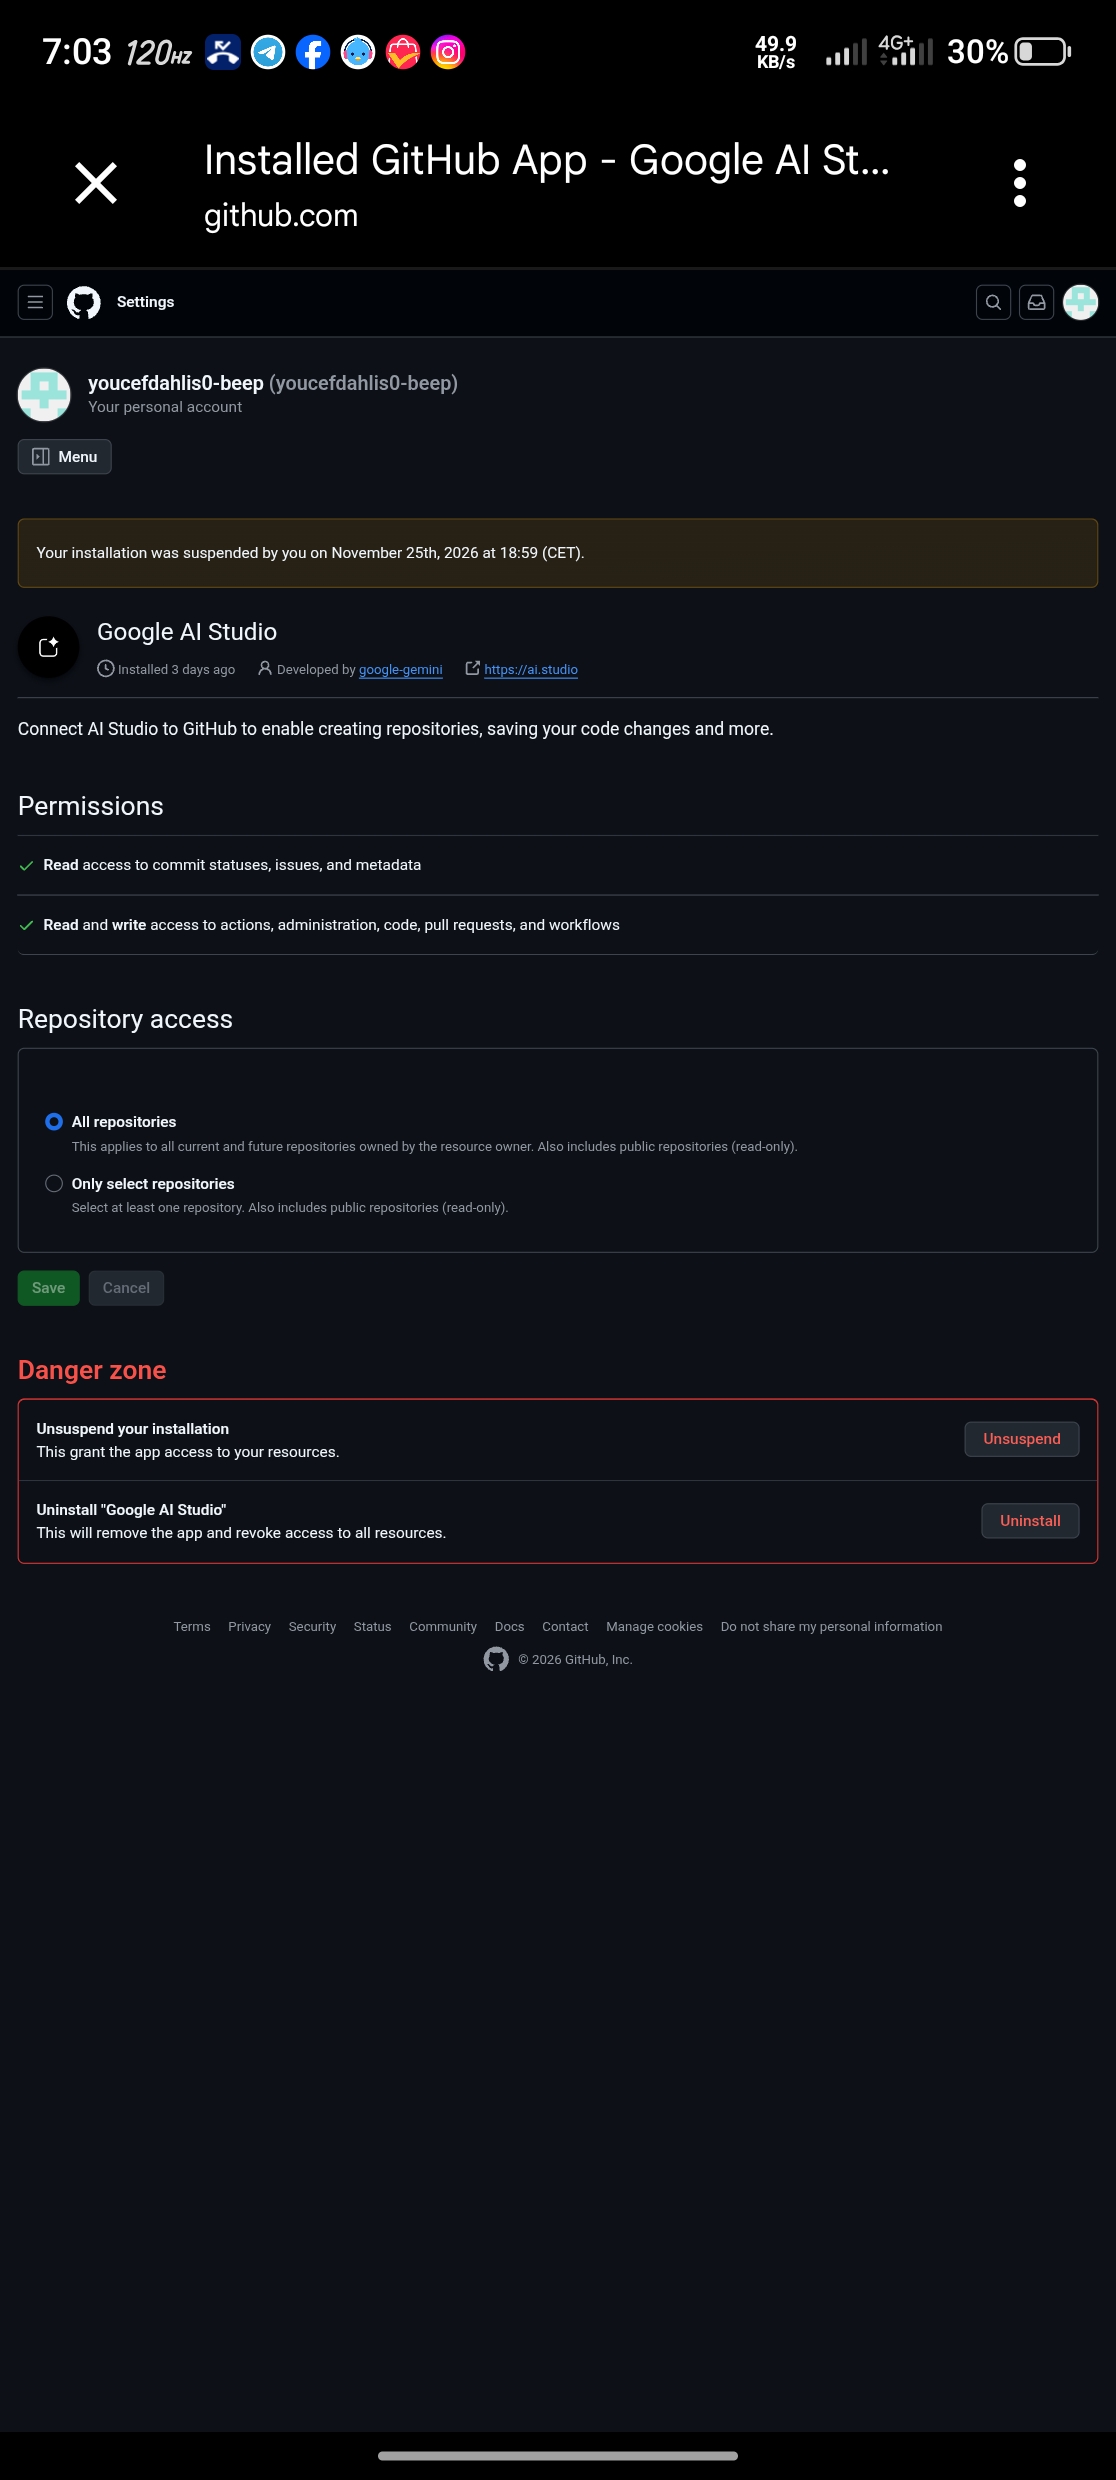 7:03 120HZ 49.9 KB/s 4G+ 30%
Installed GitHub App - Google AI St...
github.com
Settings
youcefdahlis0-beep (youcefdahlis0-beep)
Your personal account
Menu
Your installation was suspended by you on November 25th, 2026 at 18:59 (CET).
Google AI Studio
Installed 3 days ago Developed by google-gemini https://ai.studio
Connect AI Studio to GitHub to enable creating repositories, saving your code changes and more.
Permissions
Read access to commit statuses, issues, and metadata
Read and write access to actions, administration, code, pull requests, and workflows
Repository access
All repositories
This applies to all current and future repositories owned by the resource owner. Also includes public repositories (read-only).
Only select repositories
Select at least one repository. Also includes public repositories (read-only).
Save Cancel
Danger zone
Unsuspend your installation
This grant the app access to your resources.
Unsuspend
Uninstall "Google AI Studio"
This will remove the app and revoke access to all resources.
Uninstall
Terms Privacy Security Status Community Docs Contact Manage cookies Do not share my personal information
© 2026 GitHub, Inc.